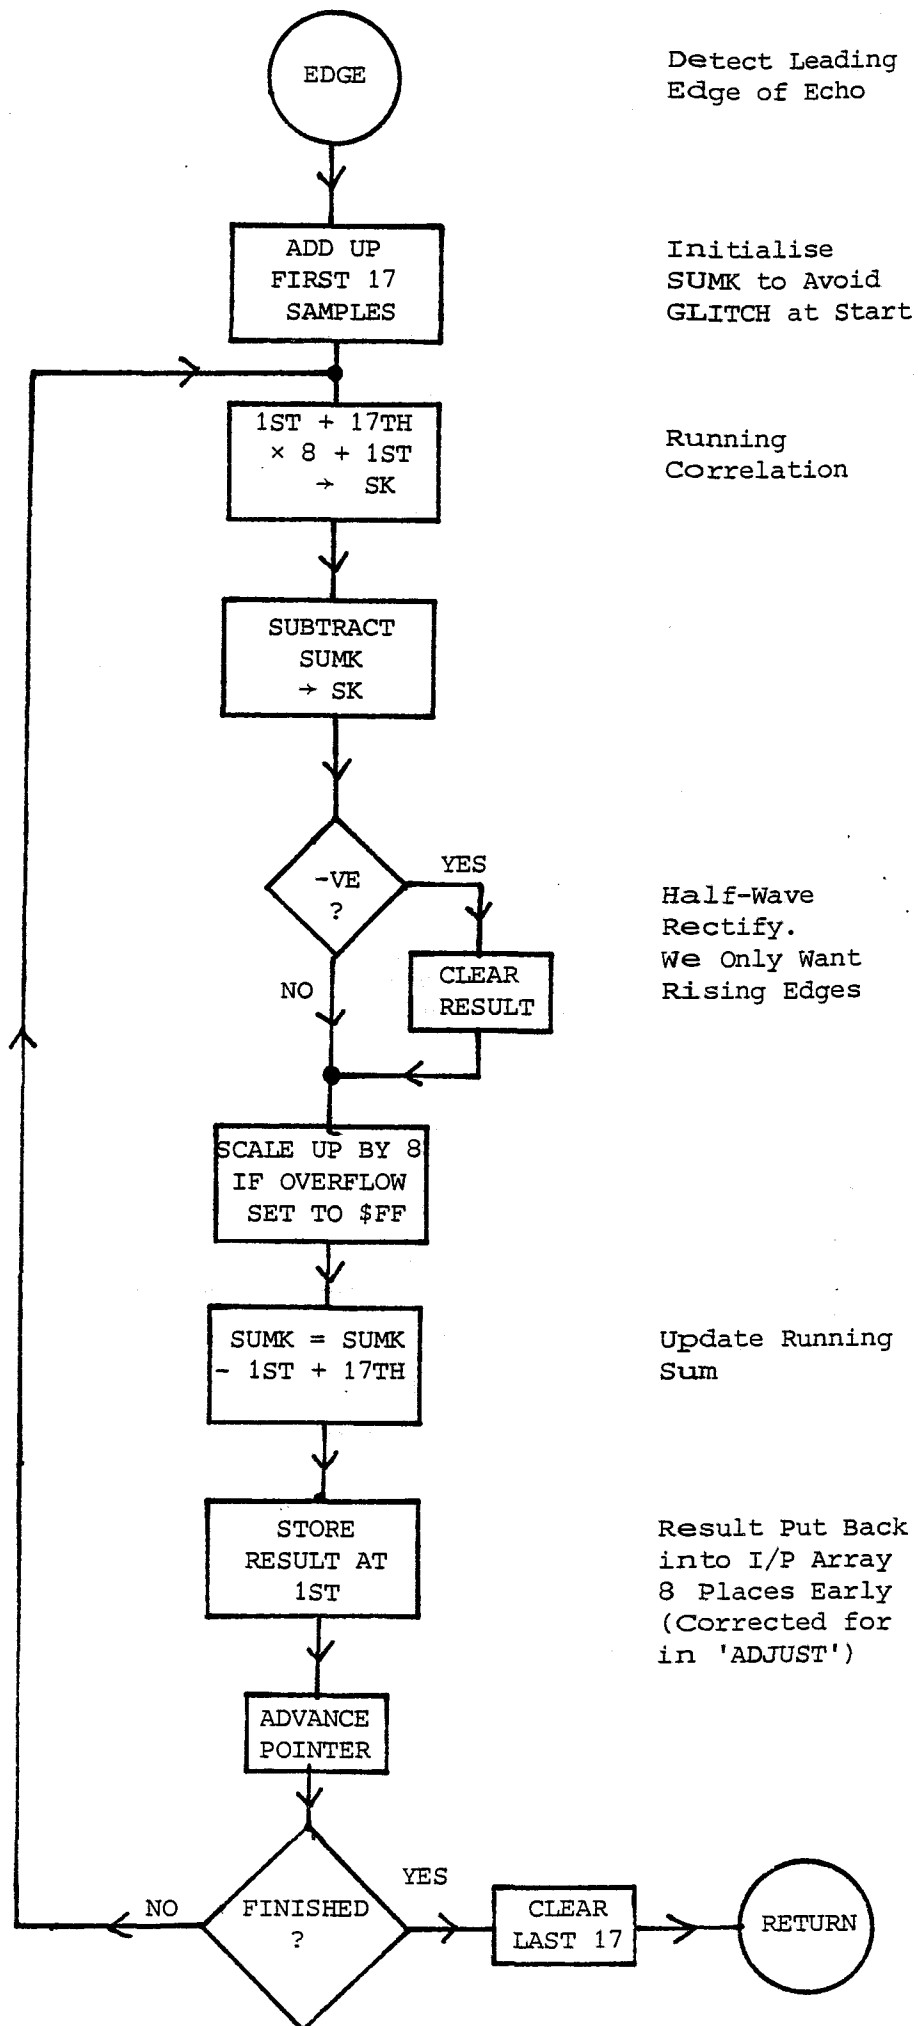 EDGE
Detect Leading
Edge of Echo
ADD UP
FIRST 17
SAMPLES
Initialise
SUMK to Avoid
GLITCH at Start
1ST + 17TH
× 8 + 1ST
→ SK
Running
Correlation
SUBTRACT
SUMK
→ SK
-VE
?
YES
NO
CLEAR
RESULT
Half-Wave
Rectify.
We Only Want
Rising Edges
SCALE UP BY 8
IF OVERFLOW
SET TO $FF
SUMK = SUMK
- 1ST + 17TH
Update Running
Sum
STORE
RESULT AT
1ST
Result Put Back
into I/P Array
8 Places Early
(Corrected for
in 'ADJUST')
ADVANCE
POINTER
FINISHED
?
NO
YES
CLEAR
LAST 17
RETURN